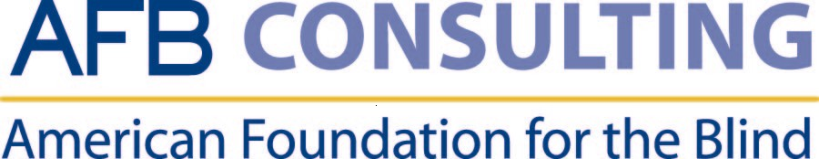 AFB CONSULTING
American Foundation for the Blind